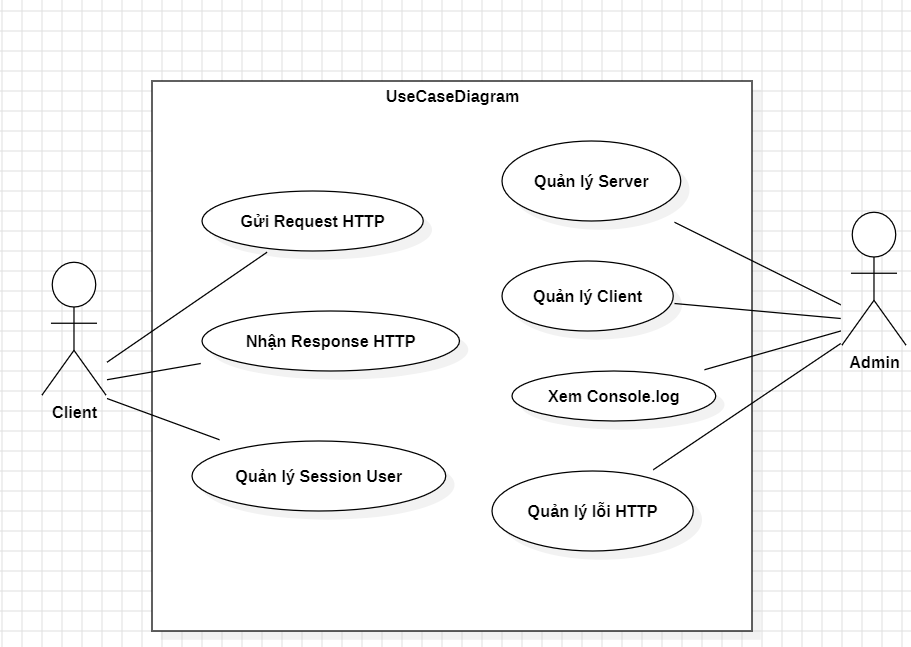 UseCaseDiagram
Gửi Request HTTP
Nhận Response HTTP
Quản lý Session User
Quản lý Server
Quản lý Client
Xem Console.log
Quản lý lỗi HTTP
Client
Admin